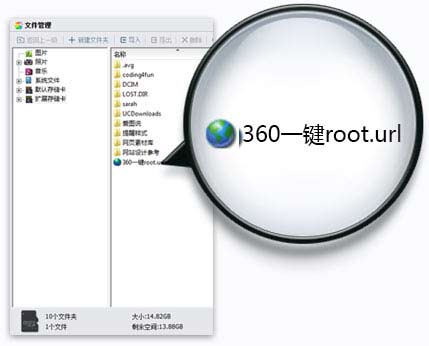 文件管理
返回上一级
新建文件夹
导入
导出
删除
图片
照片
音乐
系统文件
默认存储卡
扩展存储卡
名称
.avg
coding4fun
DCIM
LOST.DIR
sarah
UCDownloads
爱图说
提醒样式
网页素材库
网站设计参考
360一键root.url
360一键root.url
10个文件夹
大小:14.82GB
1个文件
剩余空间:13.88GB